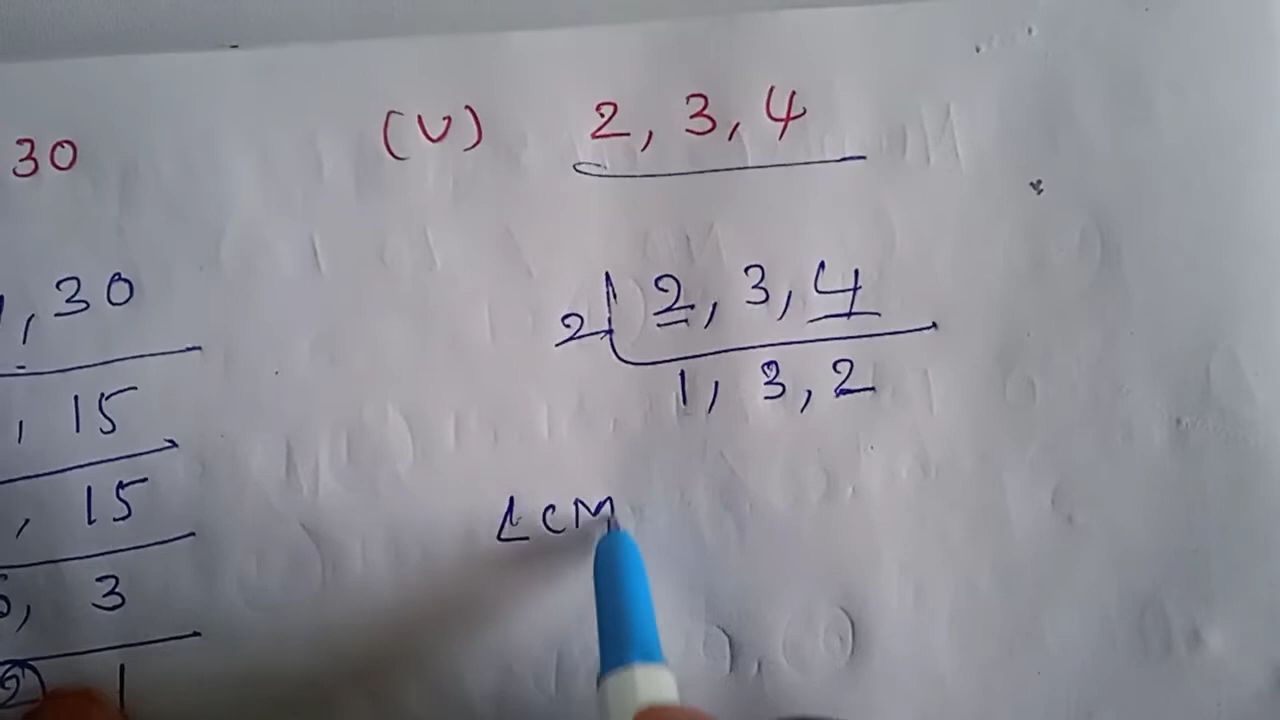 30
(V) 2, 3, 4
, 30
, 15
, 15
, 3
1
2 2, 3, 4
1, 3, 2
LCM